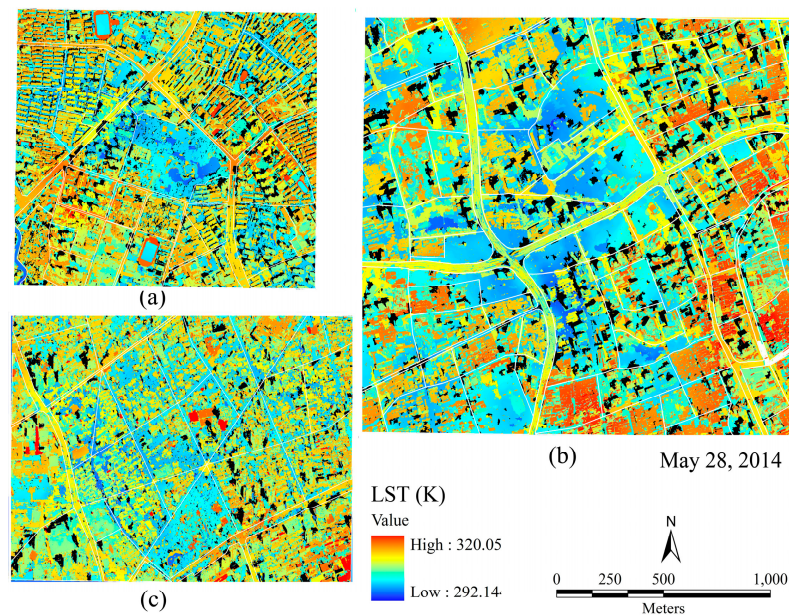 (a)
(b)
May 28, 2014
LST (K)
Value
High : 320.05
Low : 292.14
N
0 250 500 1,000
Meters
(c)